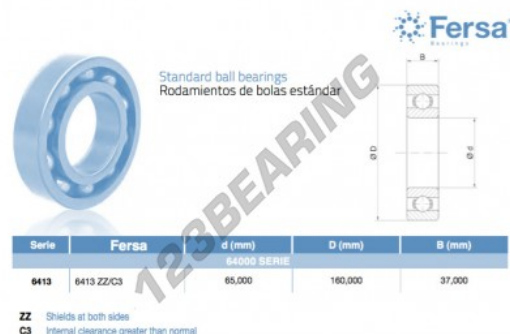 Fersa
Bearings
Standard ball bearings
Rodamientos de bolas estándar
B
Ø D
Ø d
123BEARING
Serie Fersa d (mm) D (mm) B (mm)
64000 SERIE
6413 6413 ZZ/C3 65,000 160,000 37,000
ZZ Shields at both sides
C3 Internal clearance greater than normal